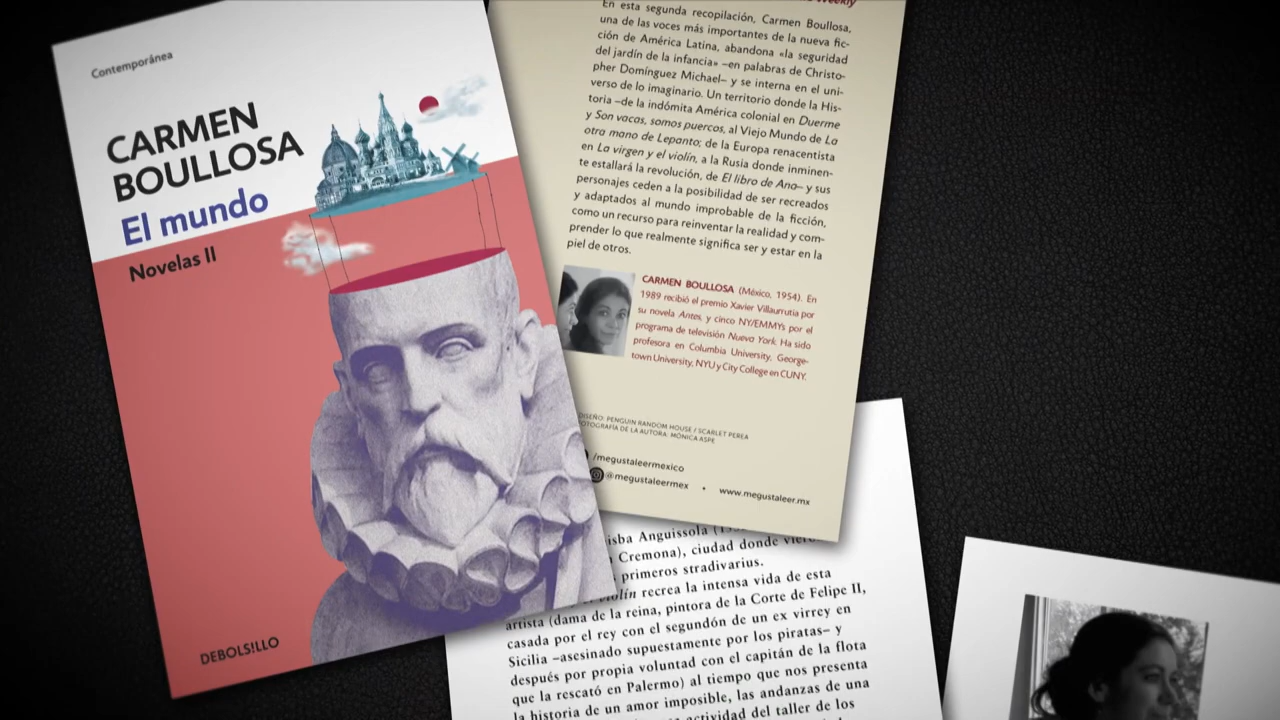 Contemporánea
CARMEN
BOULLOSA
El mundo
Novelas II
DEBOLS!LLO
Weekly
En esta segunda recopilación, Carmen Boullosa,
una de las voces más importantes de la nueva fic-
ción de América Latina, abandona «la seguridad
del jardín de la infancia» –en palabras de Christo-
pher Domínguez Michael– y se interna en el uni-
verso de lo imaginario. Un territorio donde la His-
toria –de la indómita América colonial en Duerme
y Son vacas, somos puercos, al Viejo Mundo de La
otra mano de Lepanto; de la Europa renacentista
en La virgen y el violín, a la Rusia donde inminen-
te estallará la revolución, de El libro de Ana– y sus
personajes ceden a la posibilidad de ser recreados
y adaptados al mundo improbable de la ficción,
como un recurso para reinventar la realidad y com-
prender lo que realmente significa ser y estar en la
piel de otros.
CARMEN BOULLOSA (México, 1954). En
1989 recibió el premio Xavier Villaurrutia por
su novela Antes, y cinco NY/EMMYs por el
programa de televisión Nueva York. Ha sido
profesora en Columbia University, George-
town University, NYU y City College en CUNY.
DISEÑO: PENGUIN RANDOM HOUSE / SCARLET PEREA
FOTOGRAFÍA DE LA AUTORA: MÓNICA ASPE
/megustaleermexico
@megustaleermex • www.megustaleer.mx
isba Anguissola
Cremona), ciudad donde vieron
primeros stradivarius.
violín recrea la intensa vida de esta
artista (dama de la reina, pintora de la Corte de Felipe II,
casada por el rey con el segundón de un ex virrey en
Sicilia –asesinado supuestamente por los piratas– y
después por propia voluntad con el capitán de la flota
que la rescató en Palermo) al tiempo que nos presenta
la historia de un amor imposible, las andanzas de una
actividad del taller de los